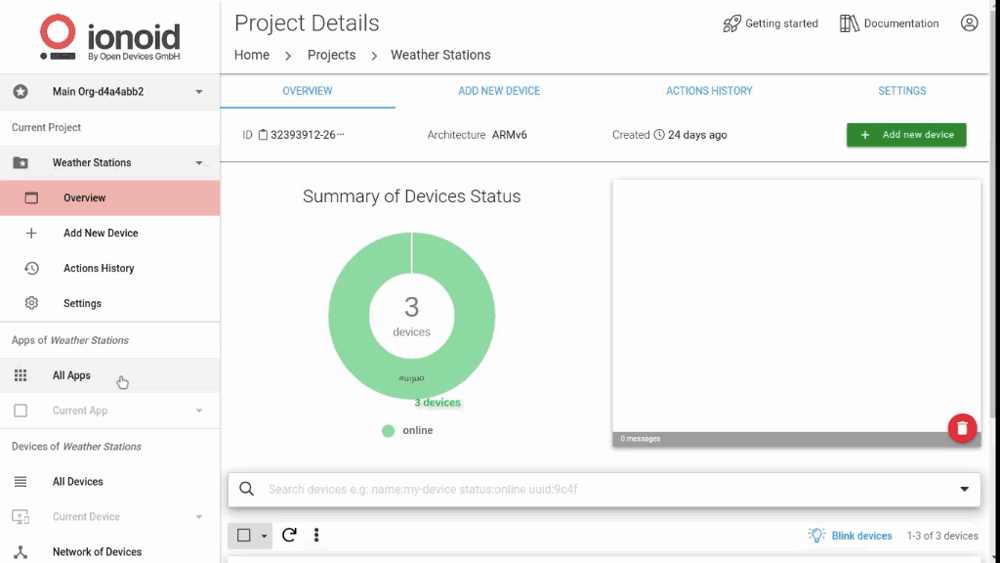 ionoid
By Open Devices GmbH
Main Org-d4a4abb2
Current Project
Weather Stations
Overview
Add New Device
Actions History
Settings
Apps of Weather Stations
All Apps
Current App
Devices of Weather Stations
All Devices
Current Device
Network of Devices
Project Details
Getting started
Documentation
Home > Projects > Weather Stations
OVERVIEW
ADD NEW DEVICE
ACTIONS HISTORY
SETTINGS
ID 32393912-26···
Architecture ARMv6
Created 24 days ago
+ Add new device
Summary of Devices Status
3
devices
online
3 devices
online
0 messages
Search devices e.g: name:my-device status:online uuid:9c4f
Blink devices
1-3 of 3 devices